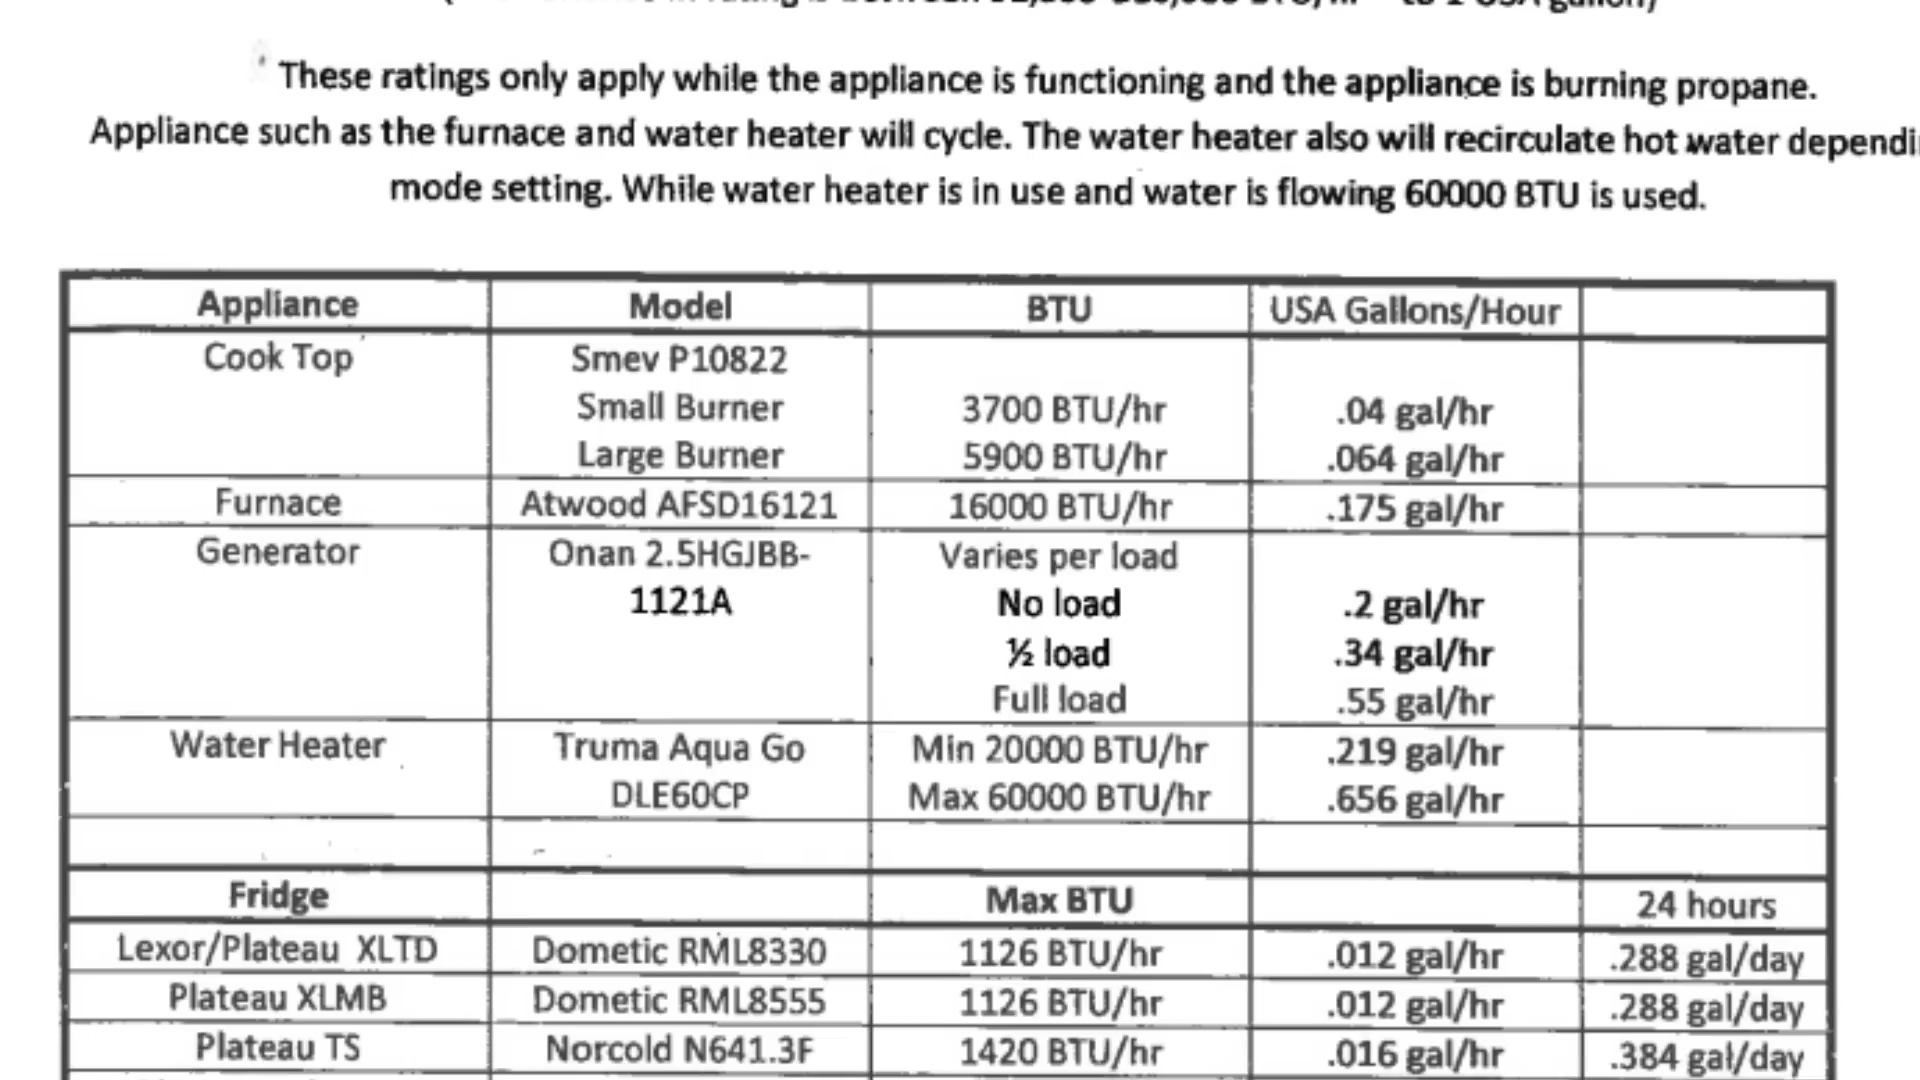 to 1 USA gallon)
These ratings only apply while the appliance is functioning and the appliance is burning propane.
Appliance such as the furnace and water heater will cycle. The water heater also will recirculate hot water dependi
mode setting. While water heater is in use and water is flowing 60000 BTU is used.
Appliance Model BTU USA Gallons/Hour
Cook Top Smev P10822
Small Burner 3700 BTU/hr .04 gal/hr
Large Burner 5900 BTU/hr .064 gal/hr
Furnace Atwood AFSD16121 16000 BTU/hr .175 gal/hr
Generator Onan 2.5HGJBB- Varies per load
1121A No load .2 gal/hr
½ load .34 gal/hr
Full load .55 gal/hr
Water Heater Truma Aqua Go Min 20000 BTU/hr .219 gal/hr
DLE60CP Max 60000 BTU/hr .656 gal/hr
Fridge Max BTU 24 hours
Lexor/Plateau XLTD Dometic RML8330 1126 BTU/hr .012 gal/hr .288 gal/day
Plateau XLMB Dometic RML8555 1126 BTU/hr .012 gal/hr .288 gal/day
Plateau TS Norcold N641.3F 1420 BTU/hr .016 gal/hr .384 gal/day